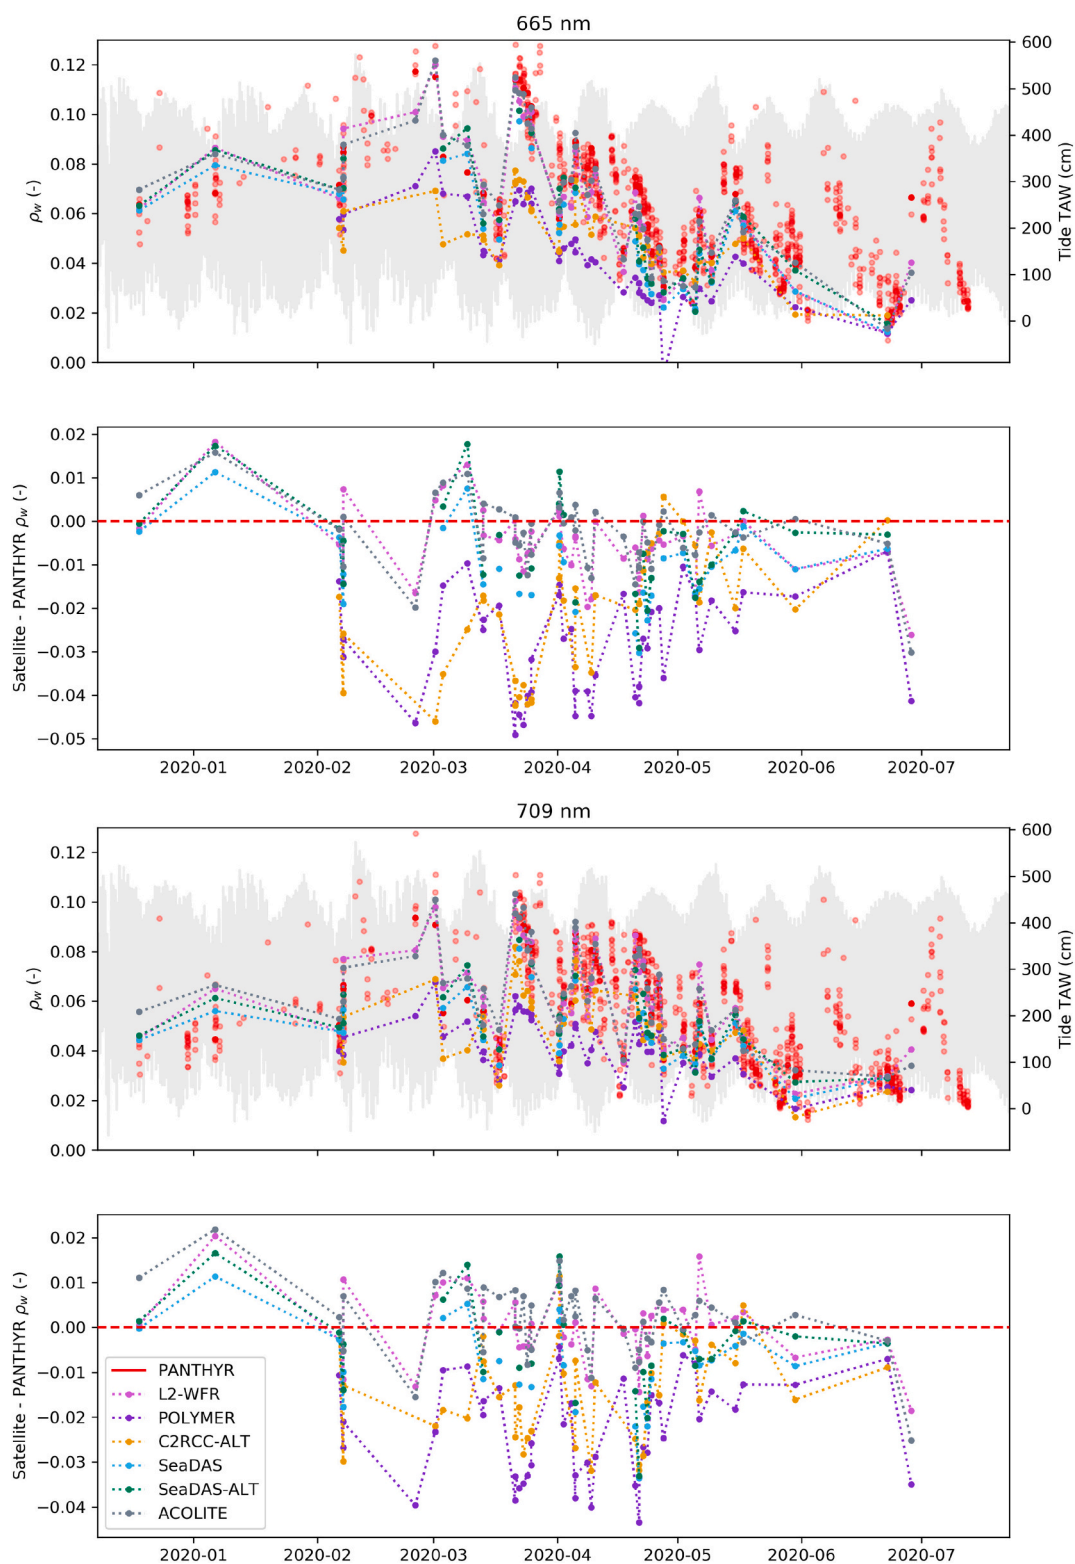 665 nm
0.12
0.10
0.08
0.06
0.04
0.02
0.00
ρw (-)
600
500
400
300
200
100
0
Tide TAW (cm)
0.02
0.01
0.00
−0.01
−0.02
−0.03
−0.04
−0.05
Satellite - PANTHYR ρw (-)
2020-01 2020-02 2020-03 2020-04 2020-05 2020-06 2020-07
709 nm
0.12
0.10
0.08
0.06
0.04
0.02
0.00
ρw (-)
600
500
400
300
200
100
0
Tide TAW (cm)
0.02
0.01
0.00
−0.01
−0.02
−0.03
−0.04
Satellite - PANTHYR ρw (-)
PANTHYR
L2-WFR
POLYMER
C2RCC-ALT
SeaDAS
SeaDAS-ALT
ACOLITE
2020-01 2020-02 2020-03 2020-04 2020-05 2020-06 2020-07